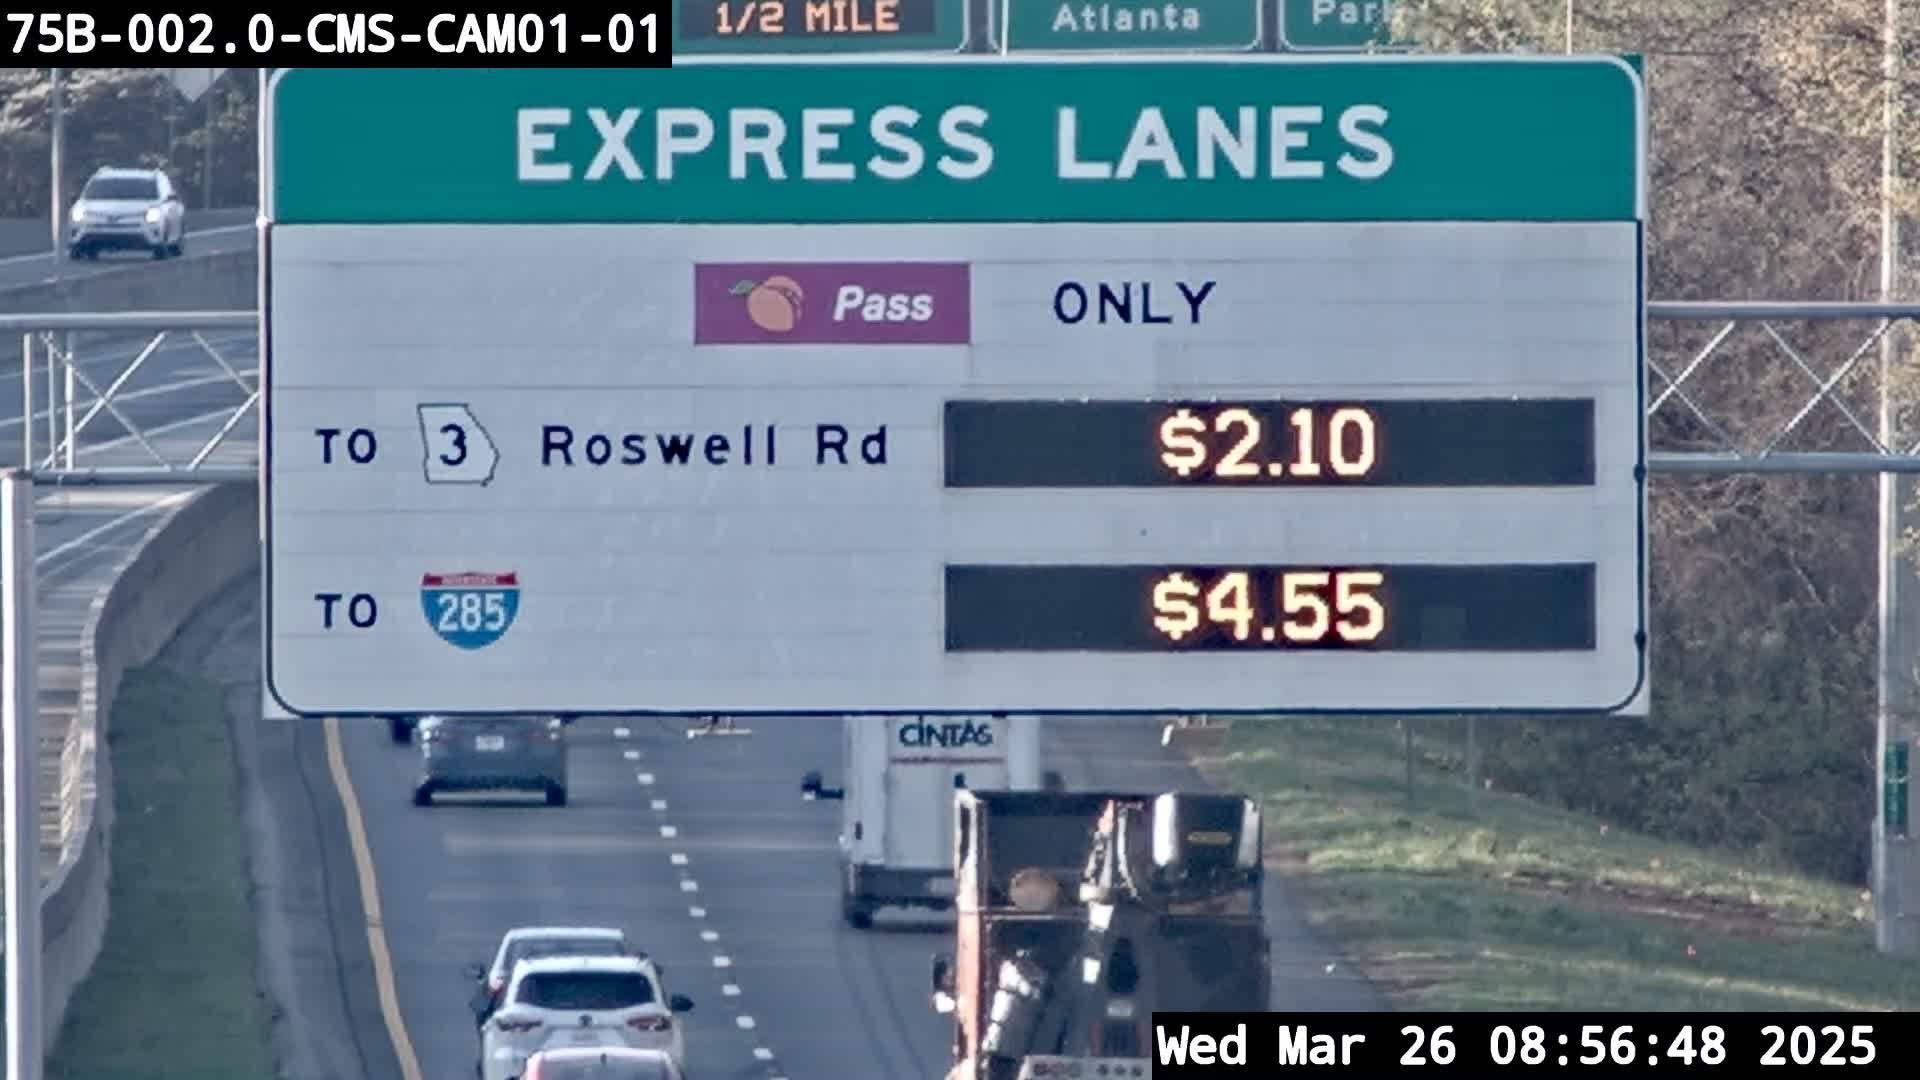 75B-002.0-CMS-CAM01-01
1/2 MILE
Atlanta
EXPRESS LANES
Pass ONLY
TO 3 Roswell Rd $2.10
TO INTERSTATE 285 $4.55
CINTAS
Wed Mar 26 08:56:48 2025